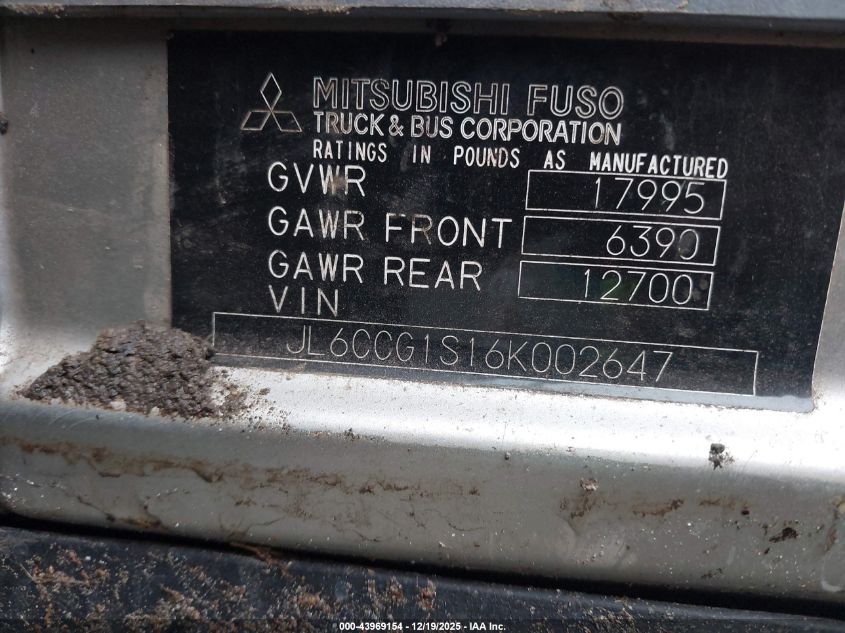 MITSUBISHI FUSO
TRUCK & BUS CORPORATION
RATINGS IN POUNDS AS MANUFACTURED
GVWR 17995
GAWR FRONT 6390
GAWR REAR 12700
VIN
JL6CCG1S16K002647
000-43969154 - 12/19/2025 - IAA Inc.